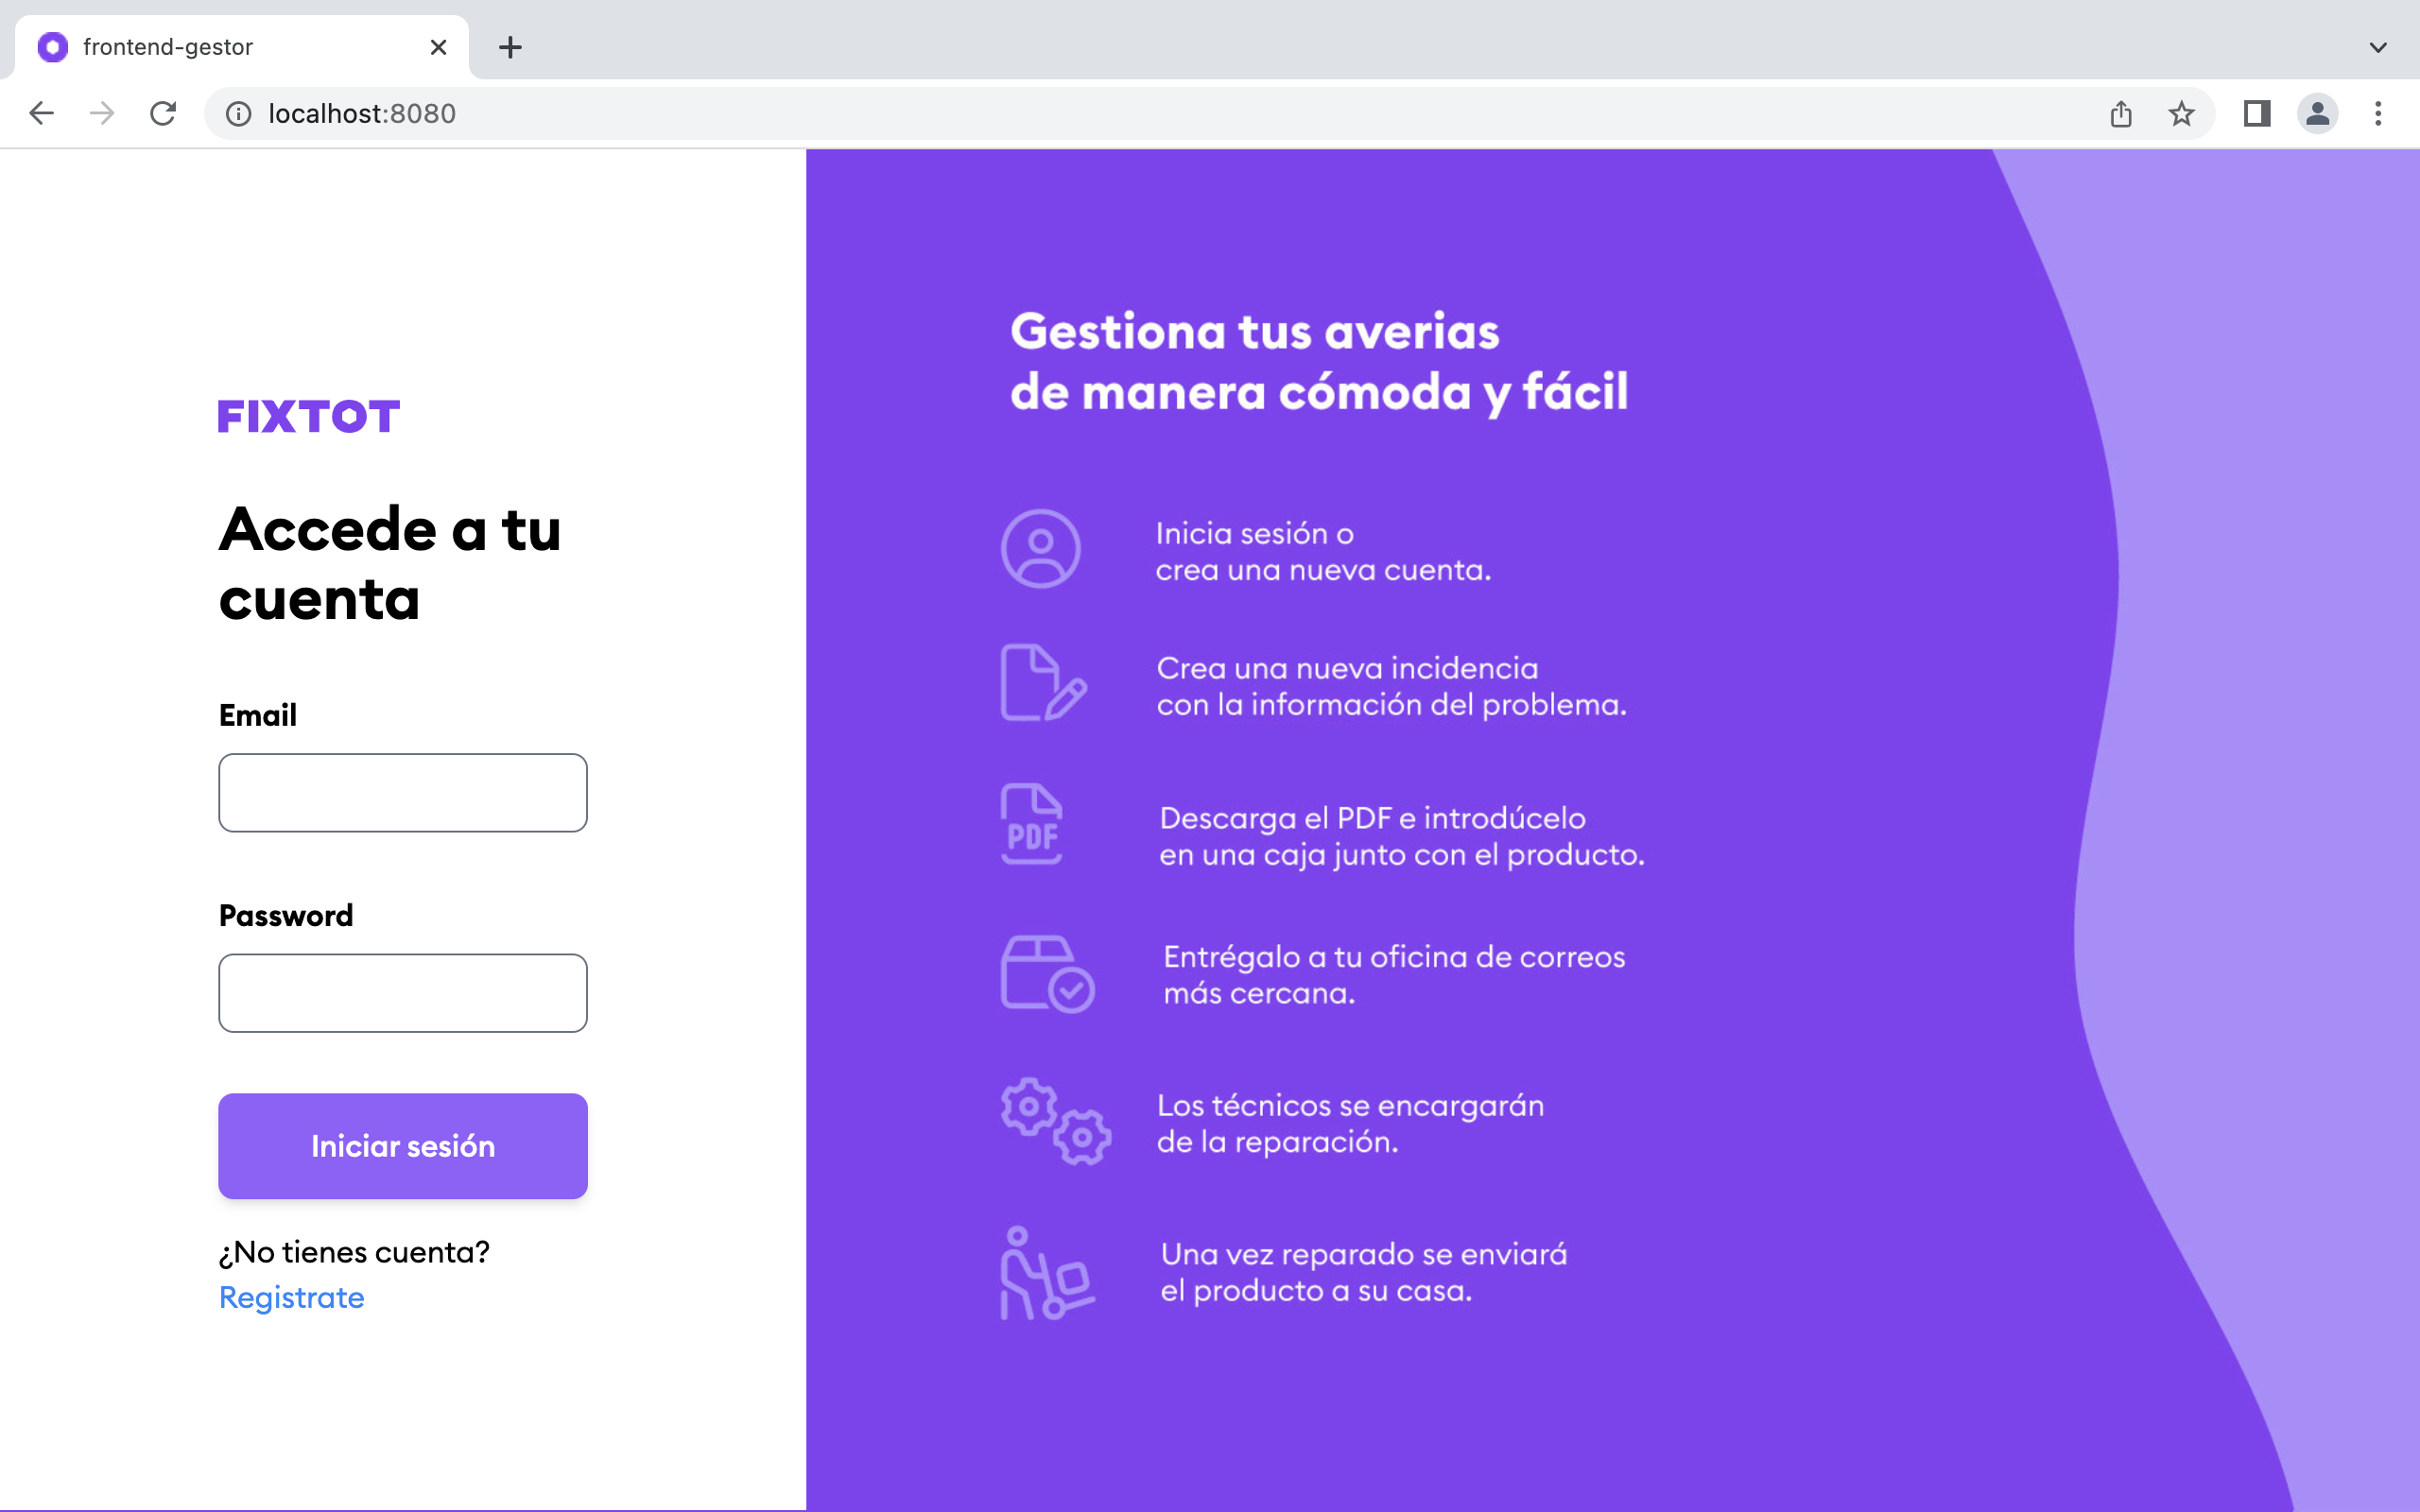 frontend-gestor
localhost:8080
FIXTOT
Accede a tu
cuenta
Email
Password
Iniciar sesión
¿No tienes cuenta?
Registrate
Gestiona tus averias
de manera cómoda y fácil
Inicia sesión o
crea una nueva cuenta.
Crea una nueva incidencia
con la información del problema.
PDF
Descarga el PDF e introdúcelo
en una caja junto con el producto.
Entrégalo a tu oficina de correos
más cercana.
Los técnicos se encargarán
de la reparación.
Una vez reparado se enviará
el producto a su casa.